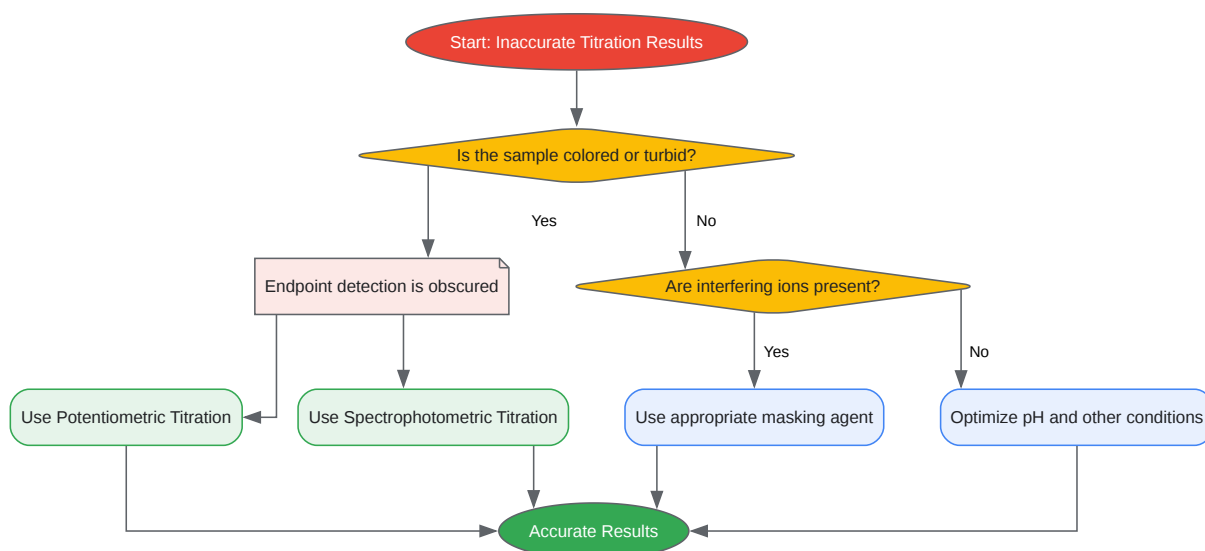 Start: Inaccurate Titration Results
Is the sample colored or turbid?
Yes
No
Endpoint detection is obscured
Are interfering ions present?
Yes
No
Use Potentiometric Titration
Use Spectrophotometric Titration
Use appropriate masking agent
Optimize pH and other conditions
Accurate Results